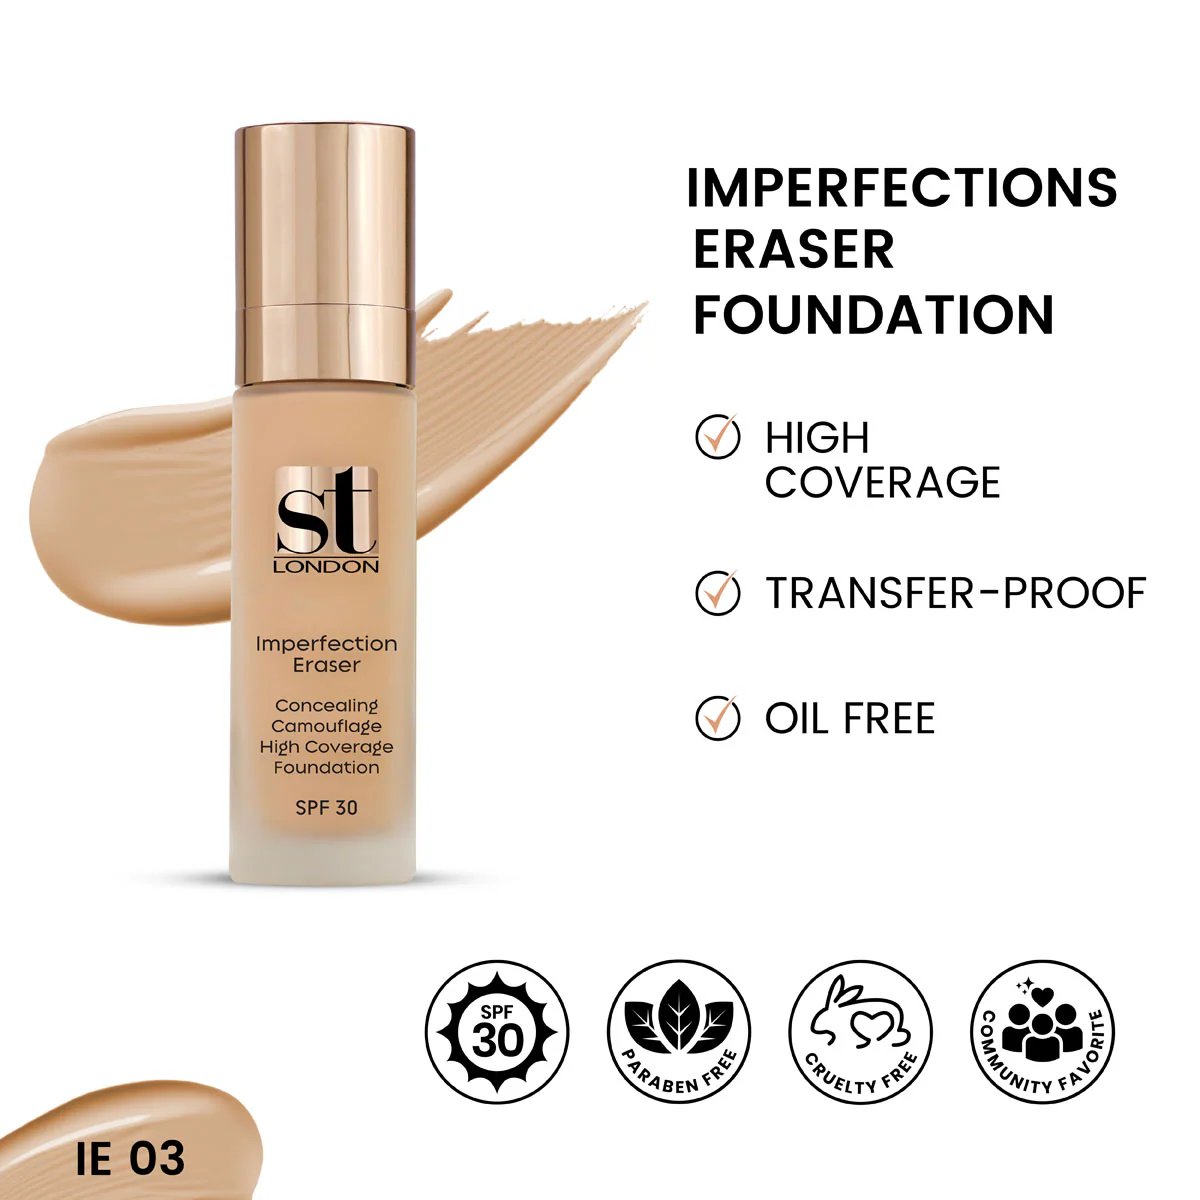 IMPERFECTIONS
ERASER
FOUNDATION
HIGH
COVERAGE
TRANSFER-PROOF
OIL FREE
st
LONDON
Imperfection
Eraser
Concealing
Camouflage
High Coverage
Foundation
SPF 30
SPF
30
PARABEN FREE
CRUELTY FREE
COMMUNITY FAVORITE
IE 03